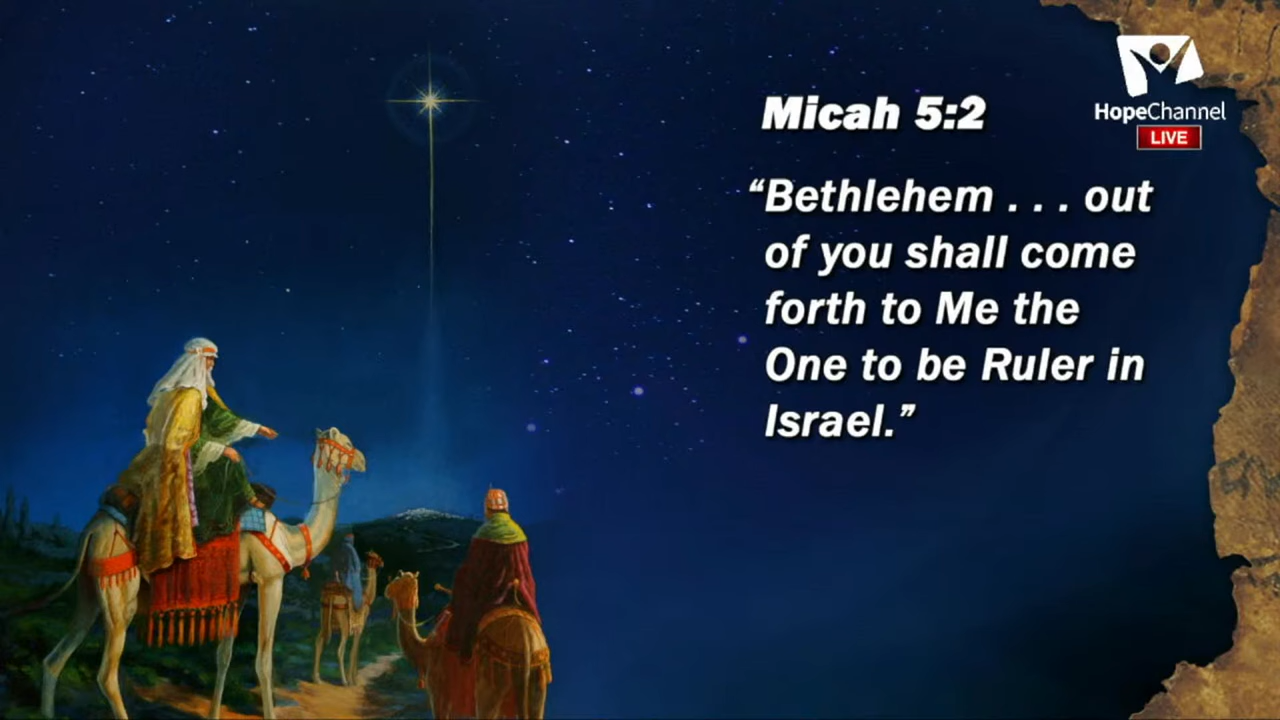 HopeChannel
LIVE
Micah 5:2
“Bethlehem . . . out
of you shall come
forth to Me the
One to be Ruler in
Israel.”